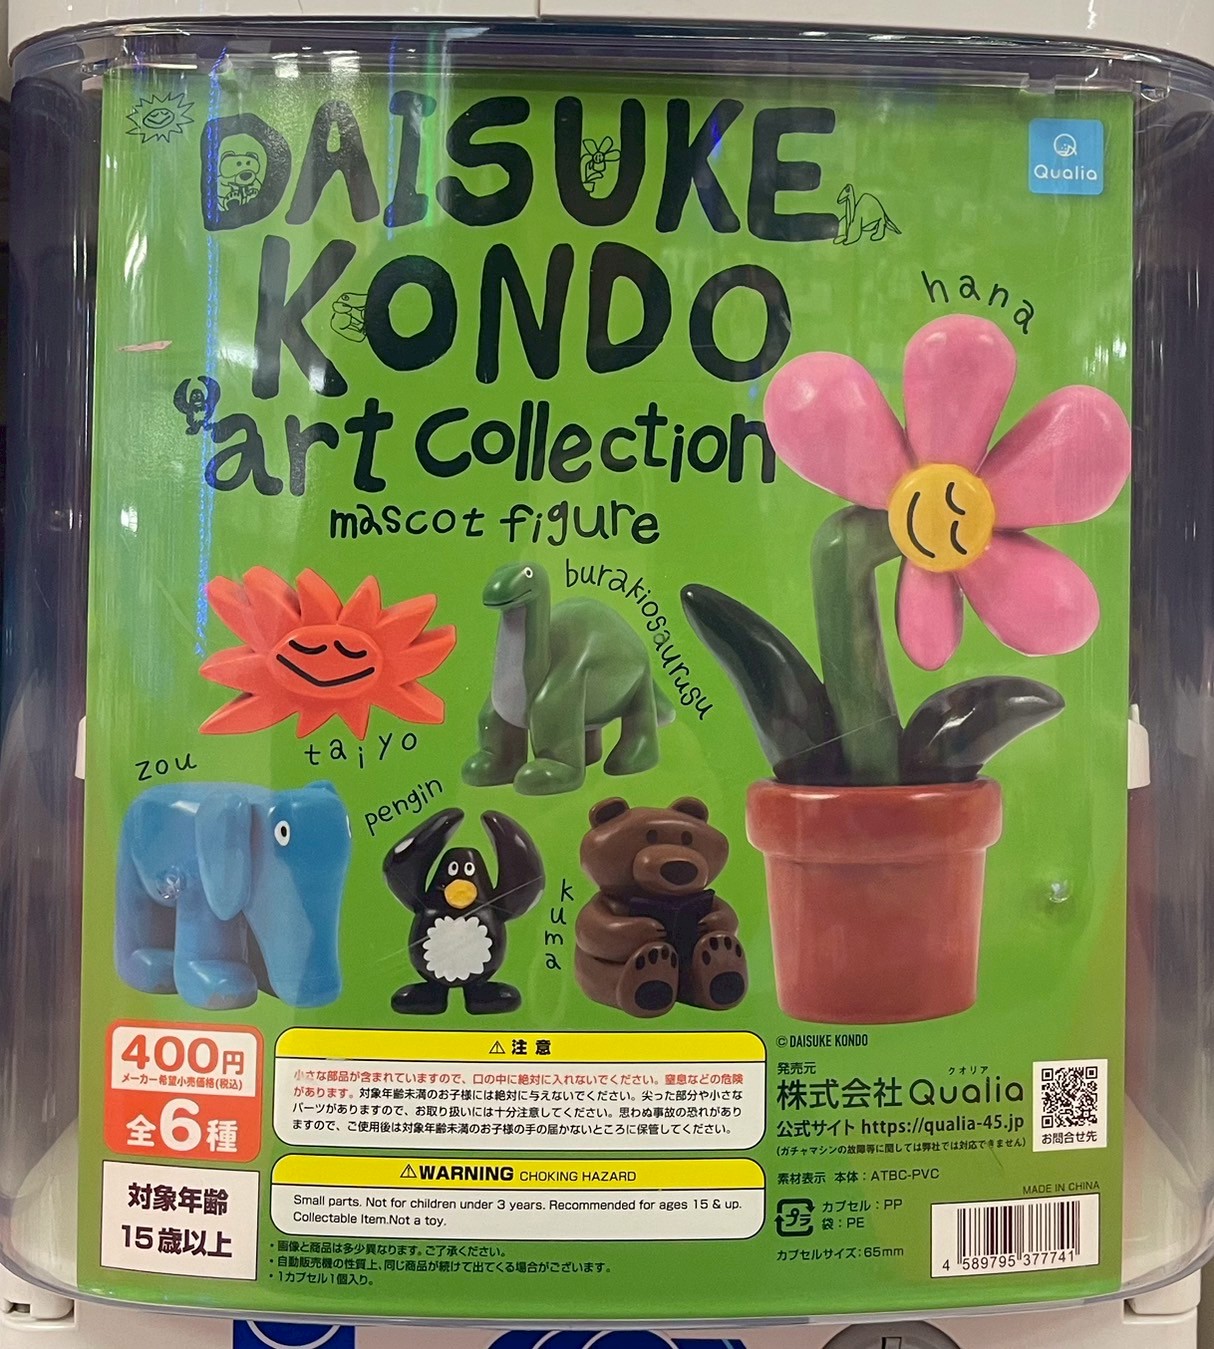 DAISUKE
KONDO
art collection
mascot figure
Qualia
hana
burakiosaurusu
taiyo
zou
pengin
kuma
400円
メーカー希望小売価格(税込)
全6種
対象年齢
15歳以上
⚠注意
小さな部品が含まれていますので、口の中に絶対に入れないでください。窒息などの危険
があります。対象年齢未満のお子様には絶対に与えないでください。尖った部分や小さな
パーツがありますので、お取り扱いには十分注意してください。思わぬ事故の恐れがあり
ますので、ご使用後は対象年齢未満のお子様の手の届かないところに保管してください。
⚠WARNING CHOKING HAZARD
Small parts. Not for children under 3 years. Recommended for ages 15 & up.
Collectable Item.Not a toy.
・画像と商品は多少異なります。ご了承ください。
・自動販売機の性質上、同じ商品が続けて出てくる場合がございます。
・1カプセル1個入り。
©DAISUKE KONDO
発売元
クオリア
株式会社Qualia
公式サイト https://qualia-45.jp
(ガチャマシンの故障等に関しては弊社では対応できません)
お問合せ先
素材表示 本体：ATBC-PVC
プラ
カプセル：PP
袋：PE
カプセルサイズ：65mm
MADE IN CHINA
4 589795 377741